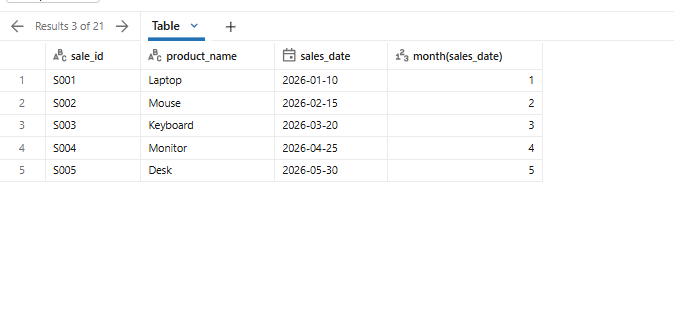 Results 3 of 21 Table
sale_id product_name sales_date month(sales_date)
1 S001 Laptop 2026-01-10 1
2 S002 Mouse 2026-02-15 2
3 S003 Keyboard 2026-03-20 3
4 S004 Monitor 2026-04-25 4
5 S005 Desk 2026-05-30 5